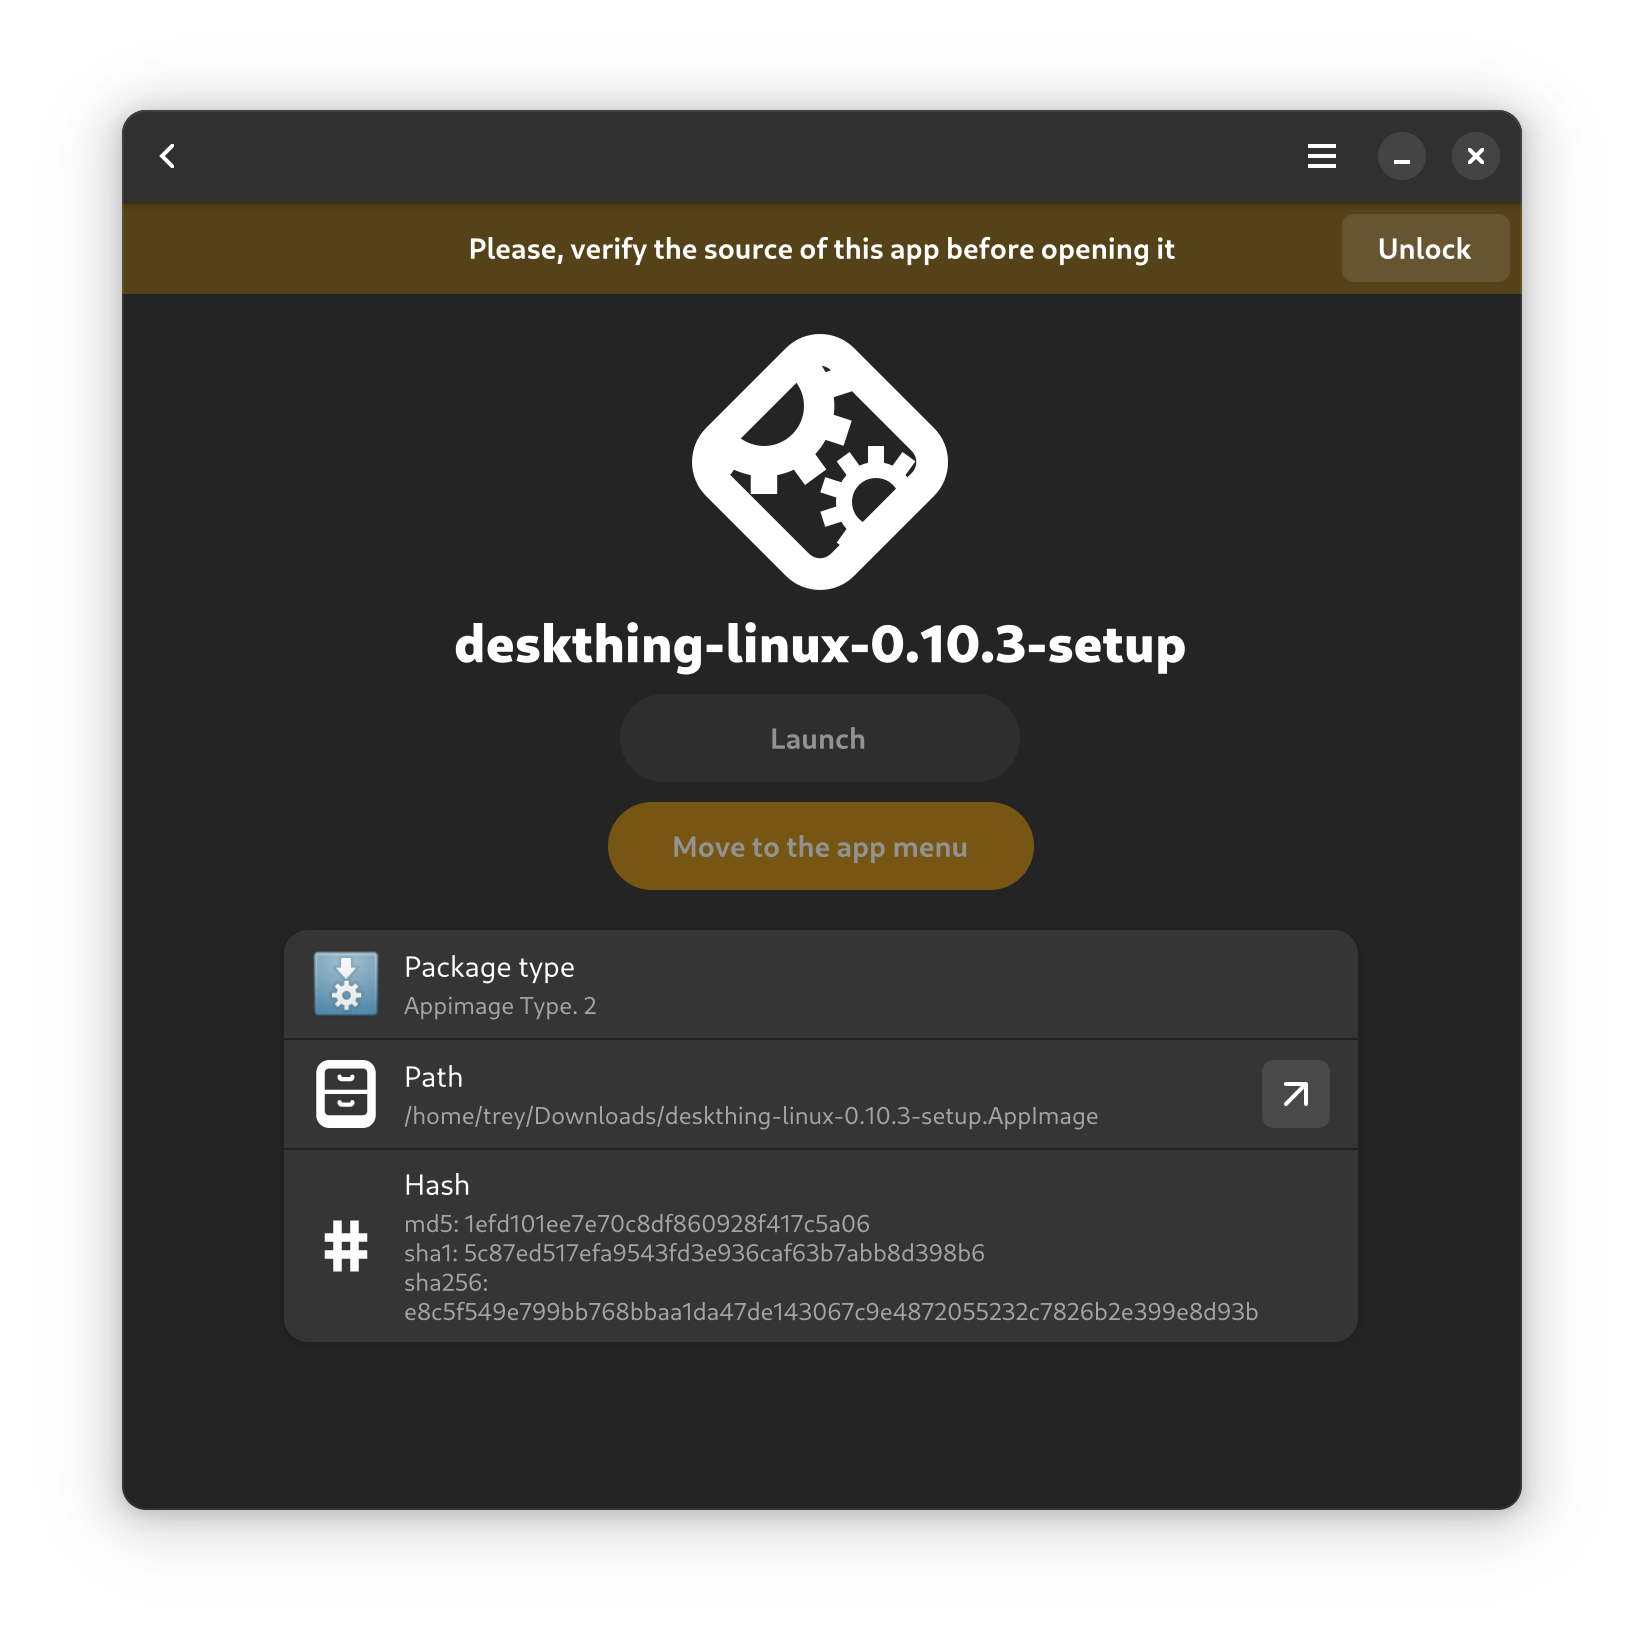 Please, verify the source of this app before opening it
Unlock
deskthing-linux-0.10.3-setup
Launch
Move to the app menu
Package type
Appimage Type. 2
Path
/home/trey/Downloads/deskthing-linux-0.10.3-setup.AppImage
Hash
md5: 1efd101ee7e70c8df860928f417c5a06
sha1: 5c87ed517efa9543fd3e936caf63b7abb8d398b6
sha256:
e8c5f549e799bb768bbaa1da47de143067c9e4872055232c7826b2e399e8d93b